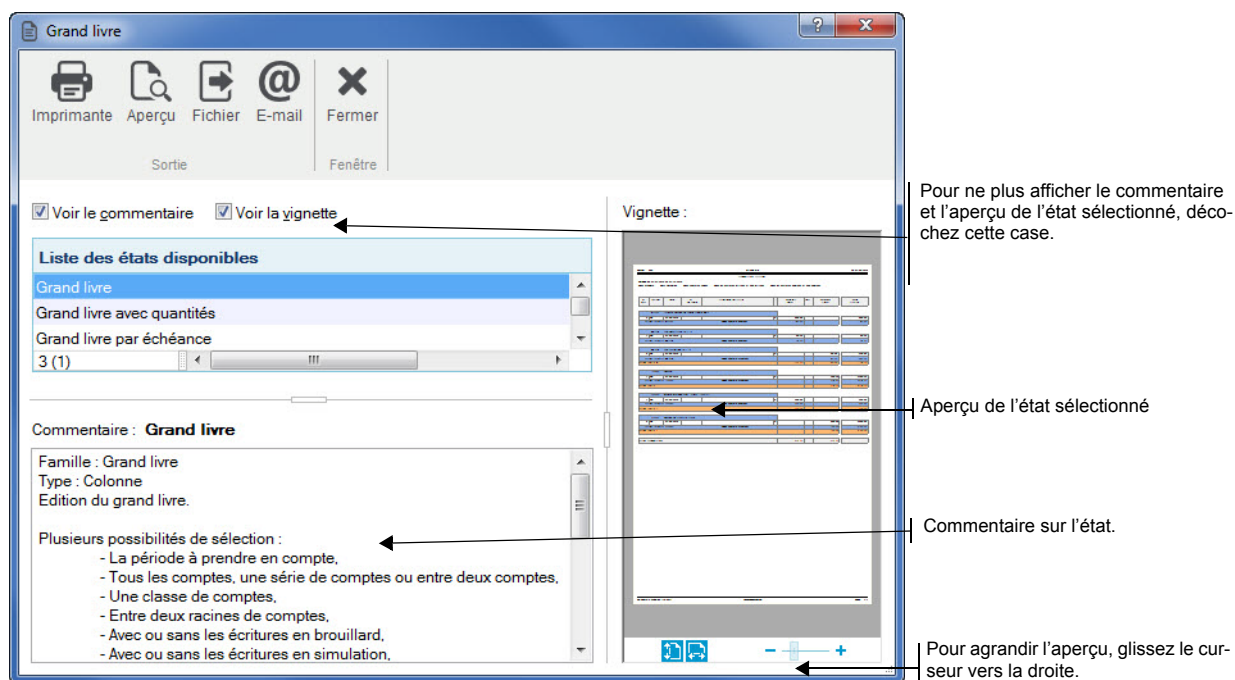 Grand livre
Imprimante Aperçu Fichier E-mail Fermer
Sortie Fenêtre
Voir le commentaire Voir la vignette
Vignette :
Pour ne plus afficher le commentaire
et l’aperçu de l’état sélectionné, déco-
chez cette case.
Liste des états disponibles
Grand livre
Grand livre avec quantités
Grand livre par échéance
3 (1)
Aperçu de l’état sélectionné
Commentaire : Grand livre
Famille : Grand livre
Type : Colonne
Edition du grand livre.
Plusieurs possibilités de sélection :
- La période à prendre en compte,
- Tous les comptes, une série de comptes ou entre deux comptes,
- Une classe de comptes,
- Entre deux racines de comptes,
- Avec ou sans les écritures en brouillard,
- Avec ou sans les écritures en simulation,
Commentaire sur l’état.
Pour agrandir l’aperçu, glissez le cur-
seur vers la droite.